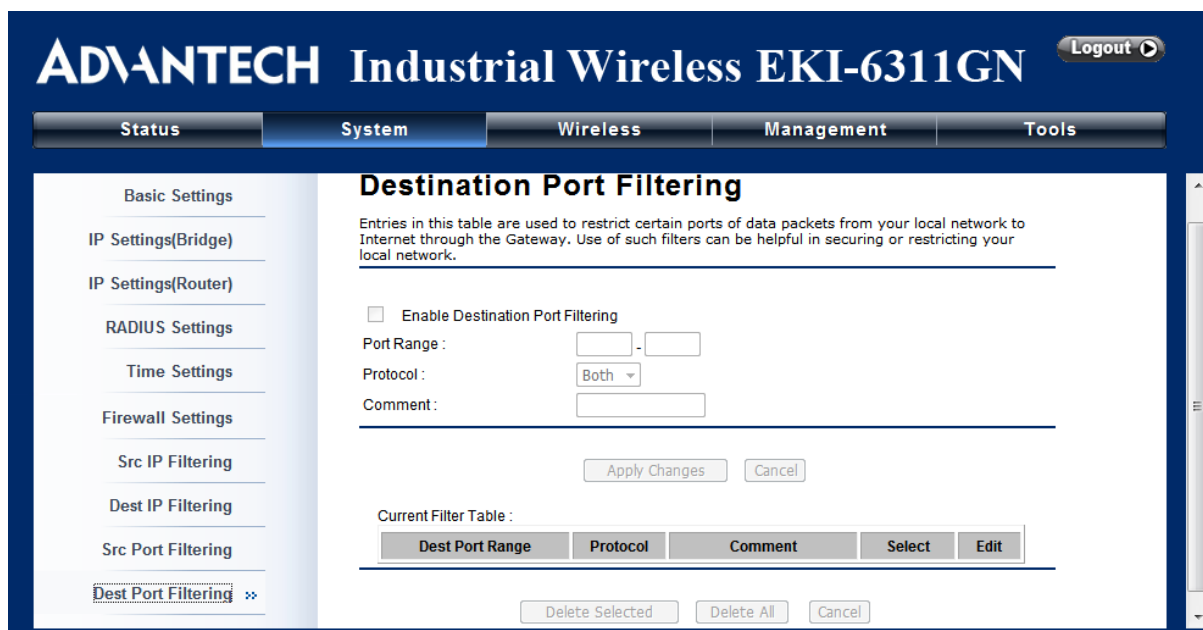 ADVANTECH Industrial Wireless EKI-6311GN Logout
Status System Wireless Management Tools
Basic Settings
IP Settings(Bridge)
IP Settings(Router)
RADIUS Settings
Time Settings
Firewall Settings
Src IP Filtering
Dest IP Filtering
Src Port Filtering
Dest Port Filtering »
Destination Port Filtering
Entries in this table are used to restrict certain ports of data packets from your local network to
Internet through the Gateway. Use of such filters can be helpful in securing or restricting your
local network.
Enable Destination Port Filtering
Port Range : -
Protocol : Both
Comment :
Apply Changes Cancel
Current Filter Table :
Dest Port Range Protocol Comment Select Edit
Delete Selected Delete All Cancel